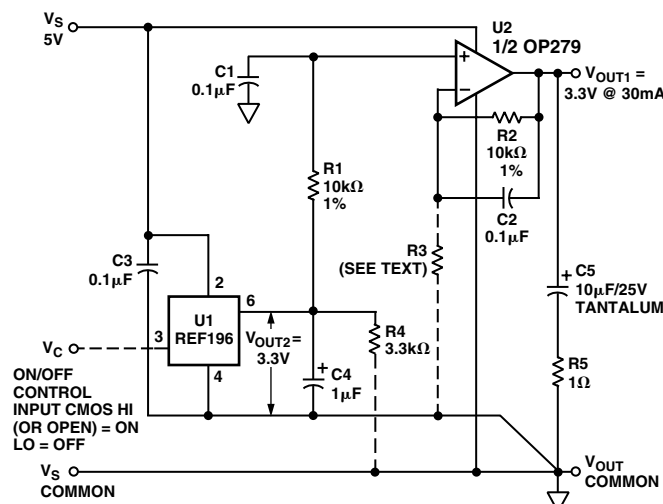 VS
5V
U2
1/2 OP279
C1
0.1μF
VOUT1 =
3.3V @ 30mA
+
−
R2
10kΩ
1%
R1
10kΩ
1%
C2
0.1μF
C3
0.1μF
R3
(SEE TEXT)
C5
10μF/25V
TANTALUM
+
2
U1
REF196
6
3
4
VOUT2 =
3.3V
R4
3.3kΩ
+
C4
1μF
R5
1Ω
VC
ON/OFF
CONTROL
INPUT CMOS HI
(OR OPEN) = ON
LO = OFF
VS
COMMON
VOUT
COMMON